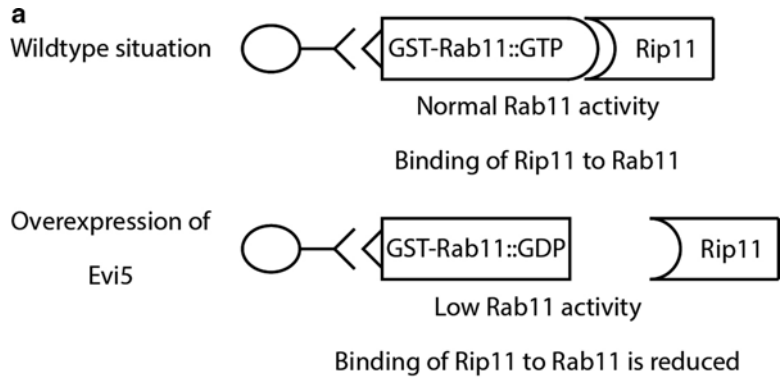 a
Wildtype situation
GST-Rab11::GTP
Rip11
Normal Rab11 activity
Binding of Rip11 to Rab11
Overexpression of
Evi5
GST-Rab11::GDP
Rip11
Low Rab11 activity
Binding of Rip11 to Rab11 is reduced